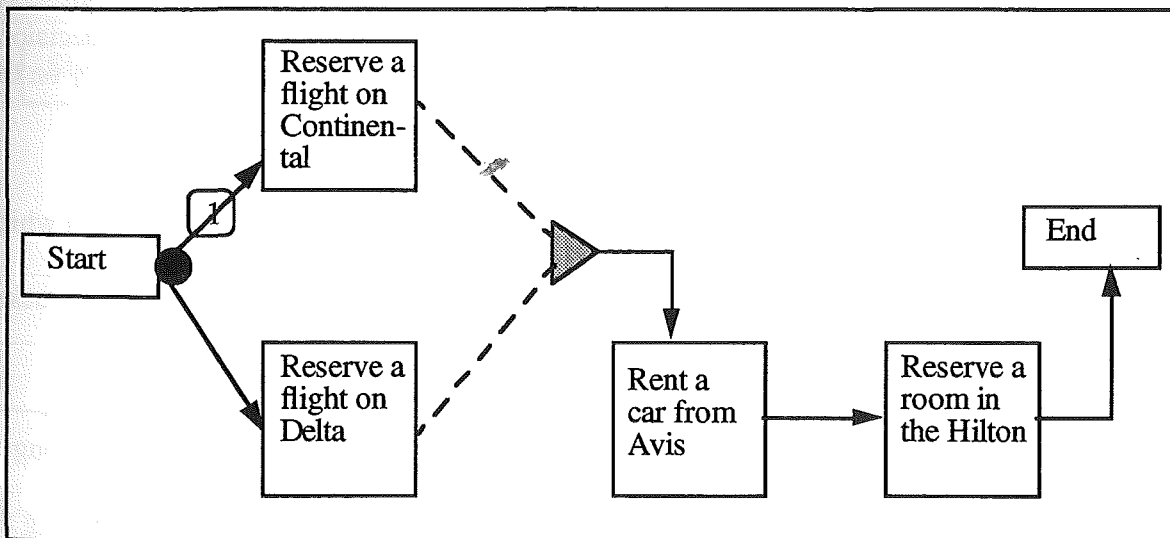 Start
1
Reserve a
flight on
Continen-
tal
Reserve a
flight on
Delta
Rent a
car from
Avis
Reserve a
room in
the Hilton
End